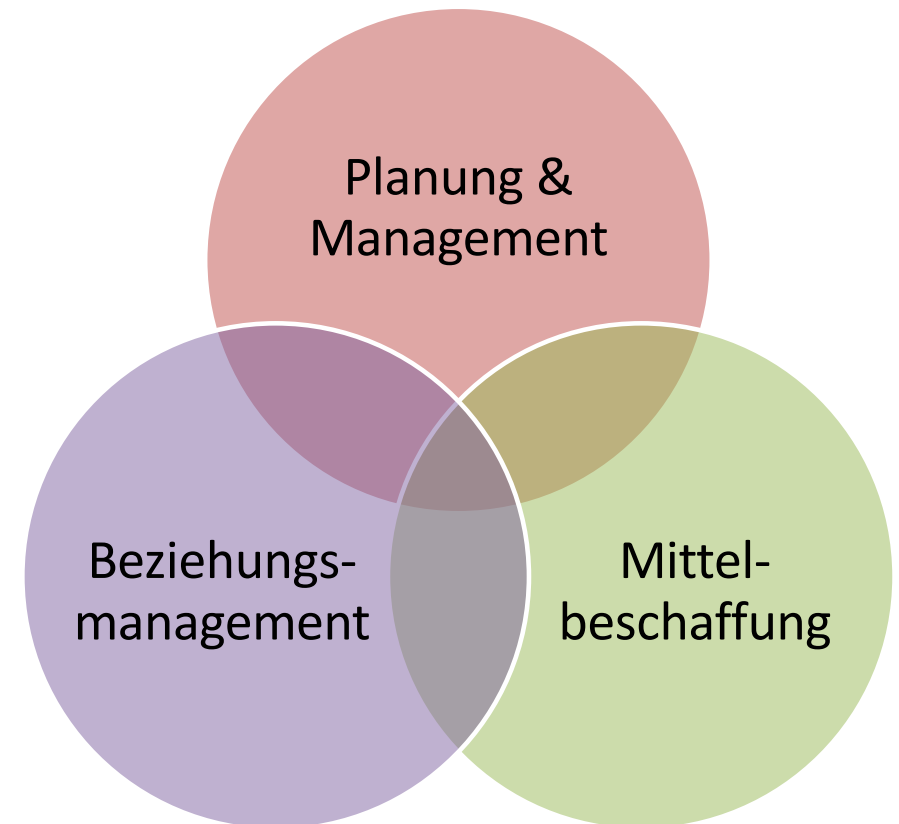 Planung &
Management
Beziehungs-
management
Mittel-
beschaffung